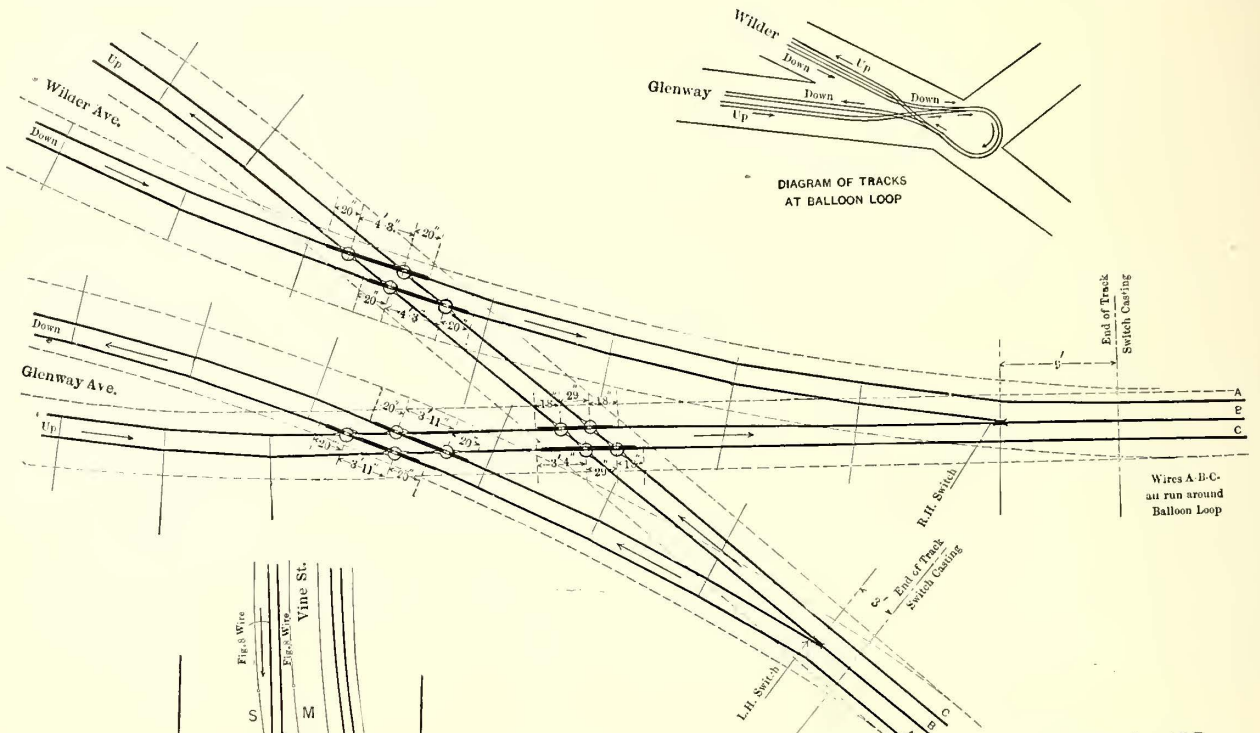 Wilder
Up
Down
Glenway
Down
Down
Up
DIAGRAM OF TRACKS
AT BALLOON LOOP
Up
Wilder Ave.
Down
20"
4' 3"
20"
20"
4' 3"
20"
Down
Glenway Ave.
Up
20"
3'-11"
20"
20"
3'-11"
20"
18"
29"
18"
3' 4"
29"
18"
End of Track
Switch Casting
A
B
C
R.H. Switch
Wires A-B-C-
all run around
Balloon Loop
End of Track
Switch Casting
L.H. Switch
C
B
Fig. 8 Wire
Fig. 8 Wire
Vine St.
S
M